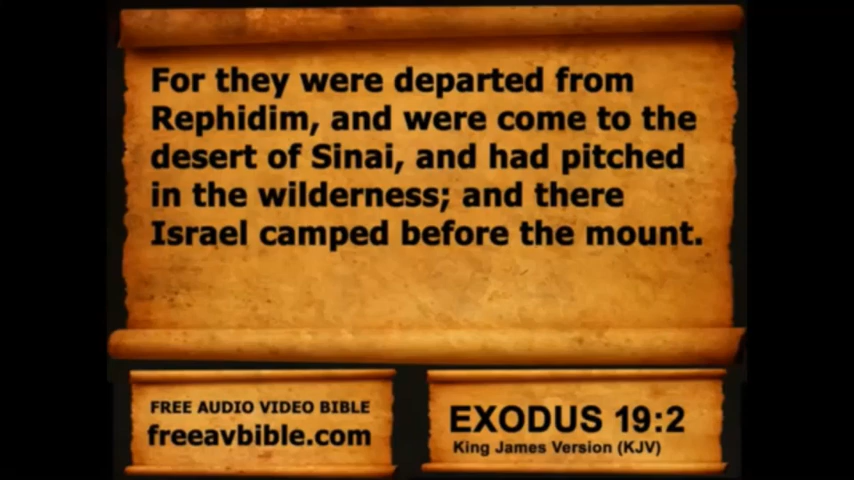 For they were departed from
Rephidim, and were come to the
desert of Sinai, and had pitched
in the wilderness; and there
Israel camped before the mount.
FREE AUDIO VIDEO BIBLE
freeavbible.com
EXODUS 19:2
King James Version (KJV)